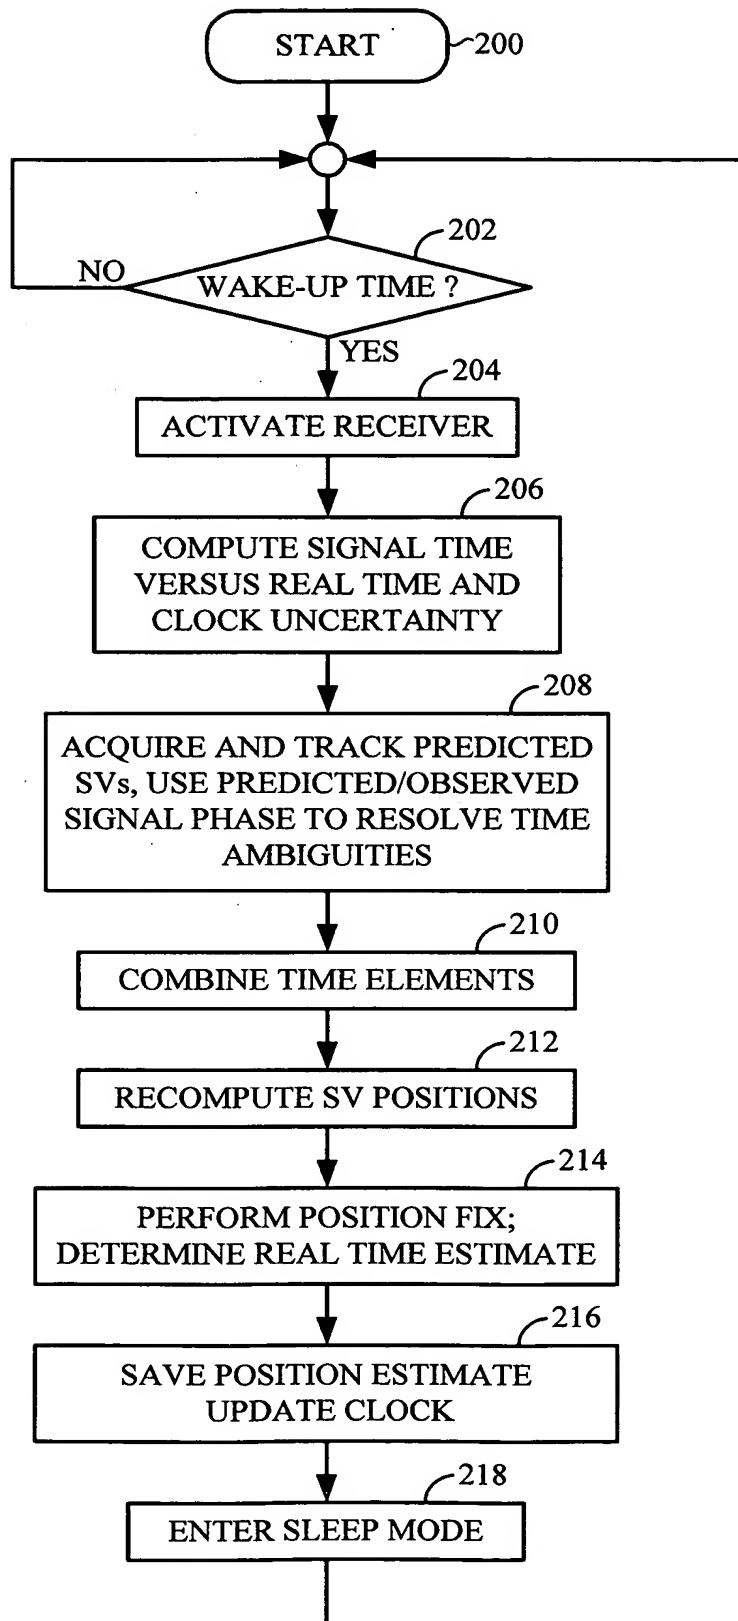 START
200
202
NO
WAKE-UP TIME ?
YES
204
ACTIVATE RECEIVER
206
COMPUTE SIGNAL TIME
VERSUS REAL TIME AND
CLOCK UNCERTAINTY
208
ACQUIRE AND TRACK PREDICTED
SVs, USE PREDICTED/OBSERVED
SIGNAL PHASE TO RESOLVE TIME
AMBIGUITIES
210
COMBINE TIME ELEMENTS
212
RECOMPUTE SV POSITIONS
214
PERFORM POSITION FIX;
DETERMINE REAL TIME ESTIMATE
216
SAVE POSITION ESTIMATE
UPDATE CLOCK
218
ENTER SLEEP MODE